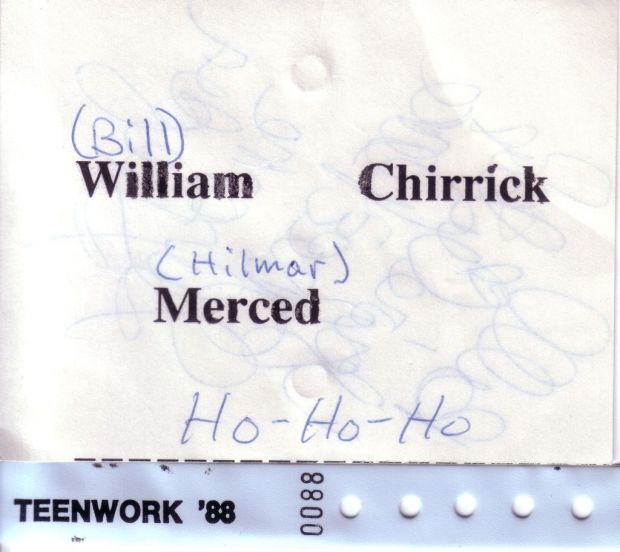 (Bill)
William Chirrick
(Hilmar)
Merced
Ho-Ho-Ho
TEENWORK '88 0088